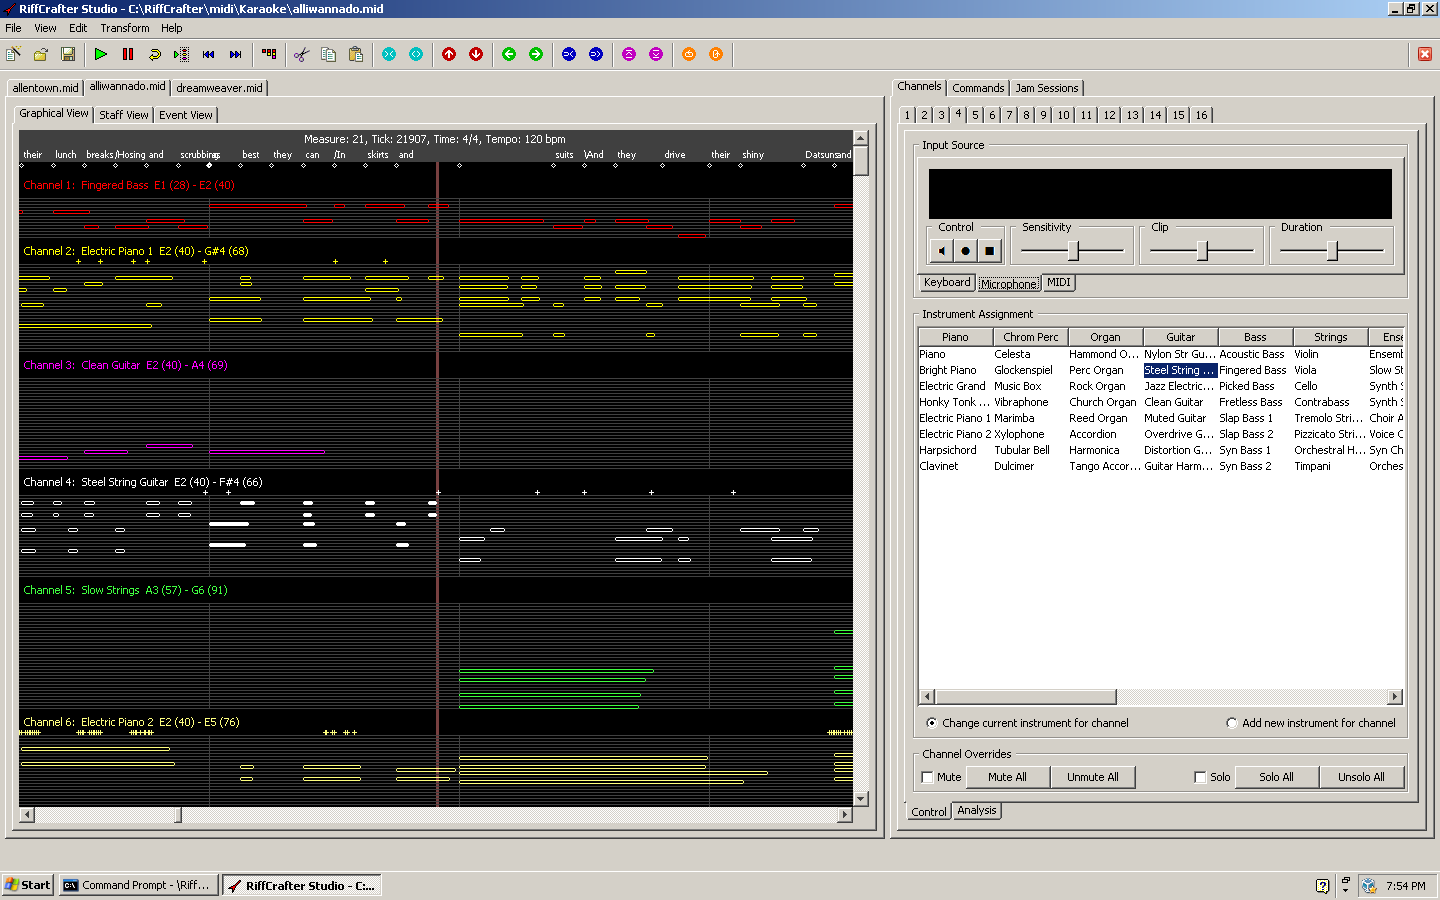 RiffCrafter Studio - C:\RiffCrafter\midi\Karaoke\alliwannado.mid
File View Edit Transform Help
allentown.mid alliwannado.mid dreamweaver.mid
Graphical View Staff View Event View
Measure: 21, Tick: 21907, Time: 4/4, Tempo: 120 bpm
their lunch breaks/Hosing and best they can /In skirts and suits \And they drive their shiny
Channel 1: Fingered Bass E1 (28) - E2 (40)
Channel 2: Electric Piano 1 E2 (40) - G#4 (68)
Channel 3: Clean Guitar E2 (40) - A4 (69)
Channel 4: Steel String Guitar E2 (40) - F#4 (66)
Channel 5: Slow Strings A3 (57) - G6 (91)
Channel 6: Electric Piano 2 E2 (40) - E5 (76)
Channels Commands Jam Sessions
1 2 3 4 5 6 7 8 9 10 11 12 13 14 15 16
Input Source
Control Sensitivity Clip Duration
Keyboard Microphone MIDI
Instrument Assignment
Piano Chrom Perc Organ Guitar Bass Strings Ense
Piano Celesta Hammond O... Nylon Str Gu... Acoustic Bass Violin Ensemb
Bright Piano Glockenspiel Perc Organ Steel String ... Fingered Bass Viola Slow St
Electric Grand Music Box Rock Organ Jazz Electric... Picked Bass Cello Synth S
Honky Tonk ... Vibraphone Church Organ Clean Guitar Fretless Bass Contrabass Synth S
Electric Piano 1 Marimba Reed Organ Muted Guitar Slap Bass 1 Tremolo Stri... Choir A
Electric Piano 2 Xylophone Accordion Overdrive G... Slap Bass 2 Pizzicato Stri... Voice O
Harpsichord Tubular Bell Harmonica Distortion G... Syn Bass 1 Orchestral H... Syn Ch
Clavinet Dulcimer Tango Accor... Guitar Harm... Syn Bass 2 Timpani Orches
Change current instrument for channel Add new instrument for channel
Channel Overrides
Mute Mute All Unmute All Solo Solo All Unsolo All
Control Analysis
Start Command Prompt - \Riff... RiffCrafter Studio - C:... 7:54 PM